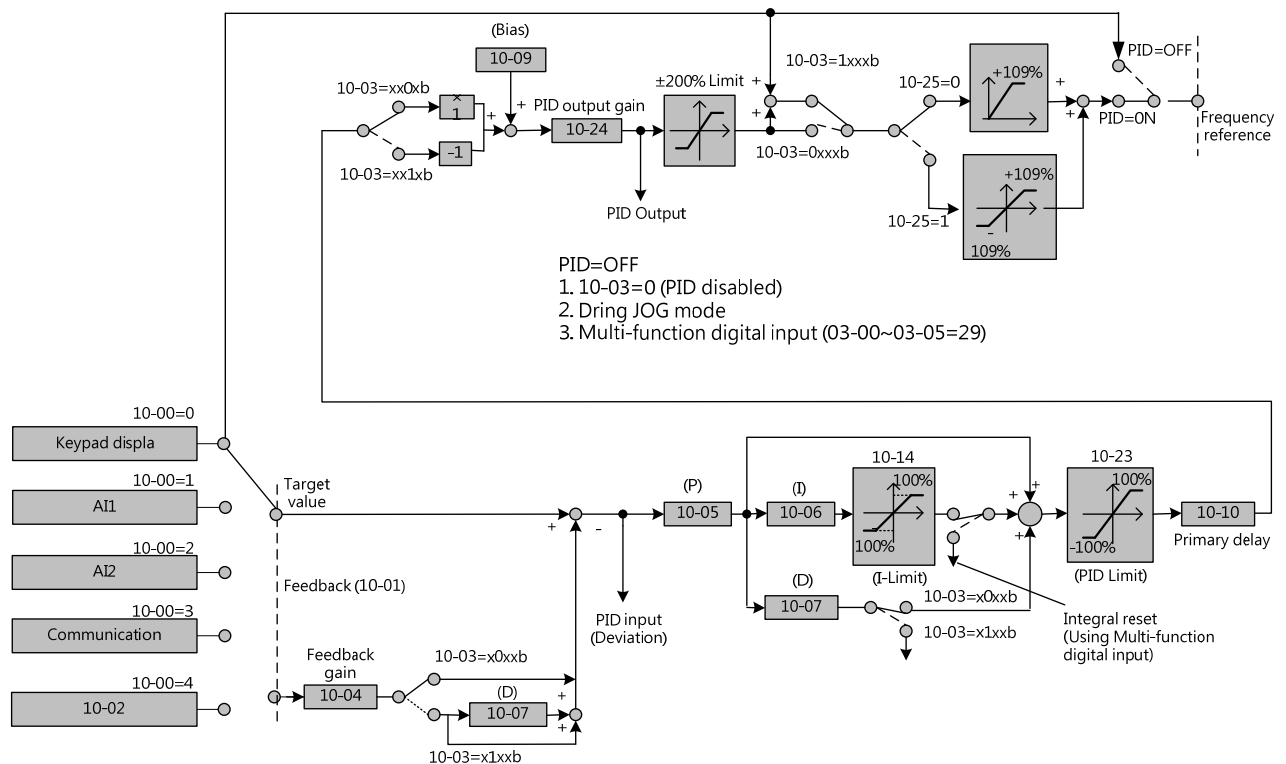 (Bias)
10-09
PID=OFF
10-03=1xxxb
10-03=xx0xb
×
1
+
+
PID output gain
10-24
±200% Limit
+
+
10-25=0
+109%
+
+
PID=0N
Frequency
reference
10-03=xx1xb
-1
10-03=0xxxb
PID Output
+109%
-
109%
10-25=1
PID=OFF
1. 10-03=0 (PID disabled)
2. Dring JOG mode
3. Multi-function digital input (03-00~03-05=29)
10-00=0
Keypad displa
10-00=1
AI1
10-00=2
AI2
10-00=3
Communication
10-00=4
10-02
Target
value
Feedback (10-01)
Feedback
gain
10-04
10-03=x0xxb
(D)
10-07
+
+
10-03=x1xxb
+
-
PID input
(Deviation)
(P)
10-05
(I)
10-06
10-14
100%
100%
(I-Limit)
(D)
10-07
10-03=x0xxb
10-03=x1xxb
+
+
+
Integral reset
(Using Multi-function
digital input)
10-23
100%
-100%
(PID Limit)
10-10
Primary delay